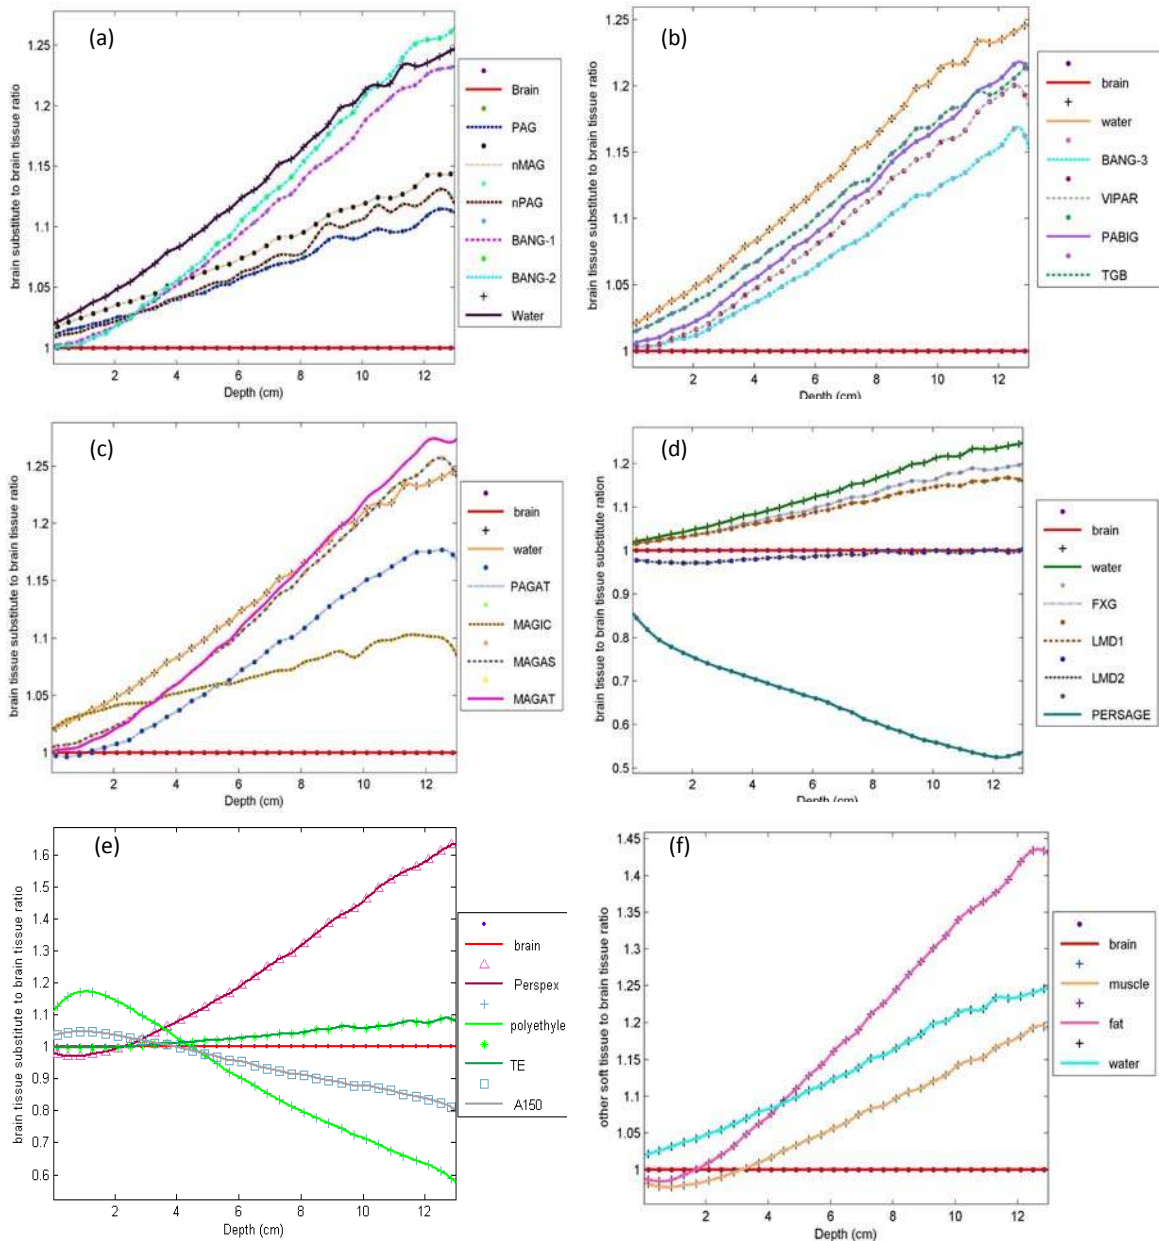 (a)
brain substitute to brain tissue ratio
1.25
1.2
1.15
1.1
1.05
1
2
4
6
8
10
12
Depth (cm)
Brain
PAG
nMAG
nPAG
BANG-1
BANG-2
Water
(b)
brain tissue substitute to brain tissue ratio
1.25
1.2
1.15
1.1
1.05
1
2
4
6
8
10
12
Depth (cm)
brain
water
BANG-3
VIPAR
PABIG
TGB
(c)
brain tissue substitute to brain tissue ratio
1.25
1.2
1.15
1.1
1.05
1
2
4
6
8
10
12
Depth (cm)
brain
water
PAGAT
MAGIC
MAGAS
MAGAT
(d)
brain tissue to brain tissue substitute ration
1.2
1.1
1
0.9
0.8
0.7
0.6
0.5
2
4
6
8
10
12
Depth (cm)
brain
water
FXG
LMD1
LMD2
PERSAGE
(e)
brain tissue substitute to brain tissue ratio
1.6
1.5
1.4
1.3
1.2
1.1
1
0.9
0.8
0.7
0.6
2
4
6
8
10
12
Depth (cm)
brain
Perspex
polyethyle
TE
A150
(f)
other soft tissue to brain tissue ratio
1.45
1.4
1.35
1.3
1.25
1.2
1.15
1.1
1.05
1
2
4
6
8
10
12
Depth (cm)
brain
muscle
fat
water